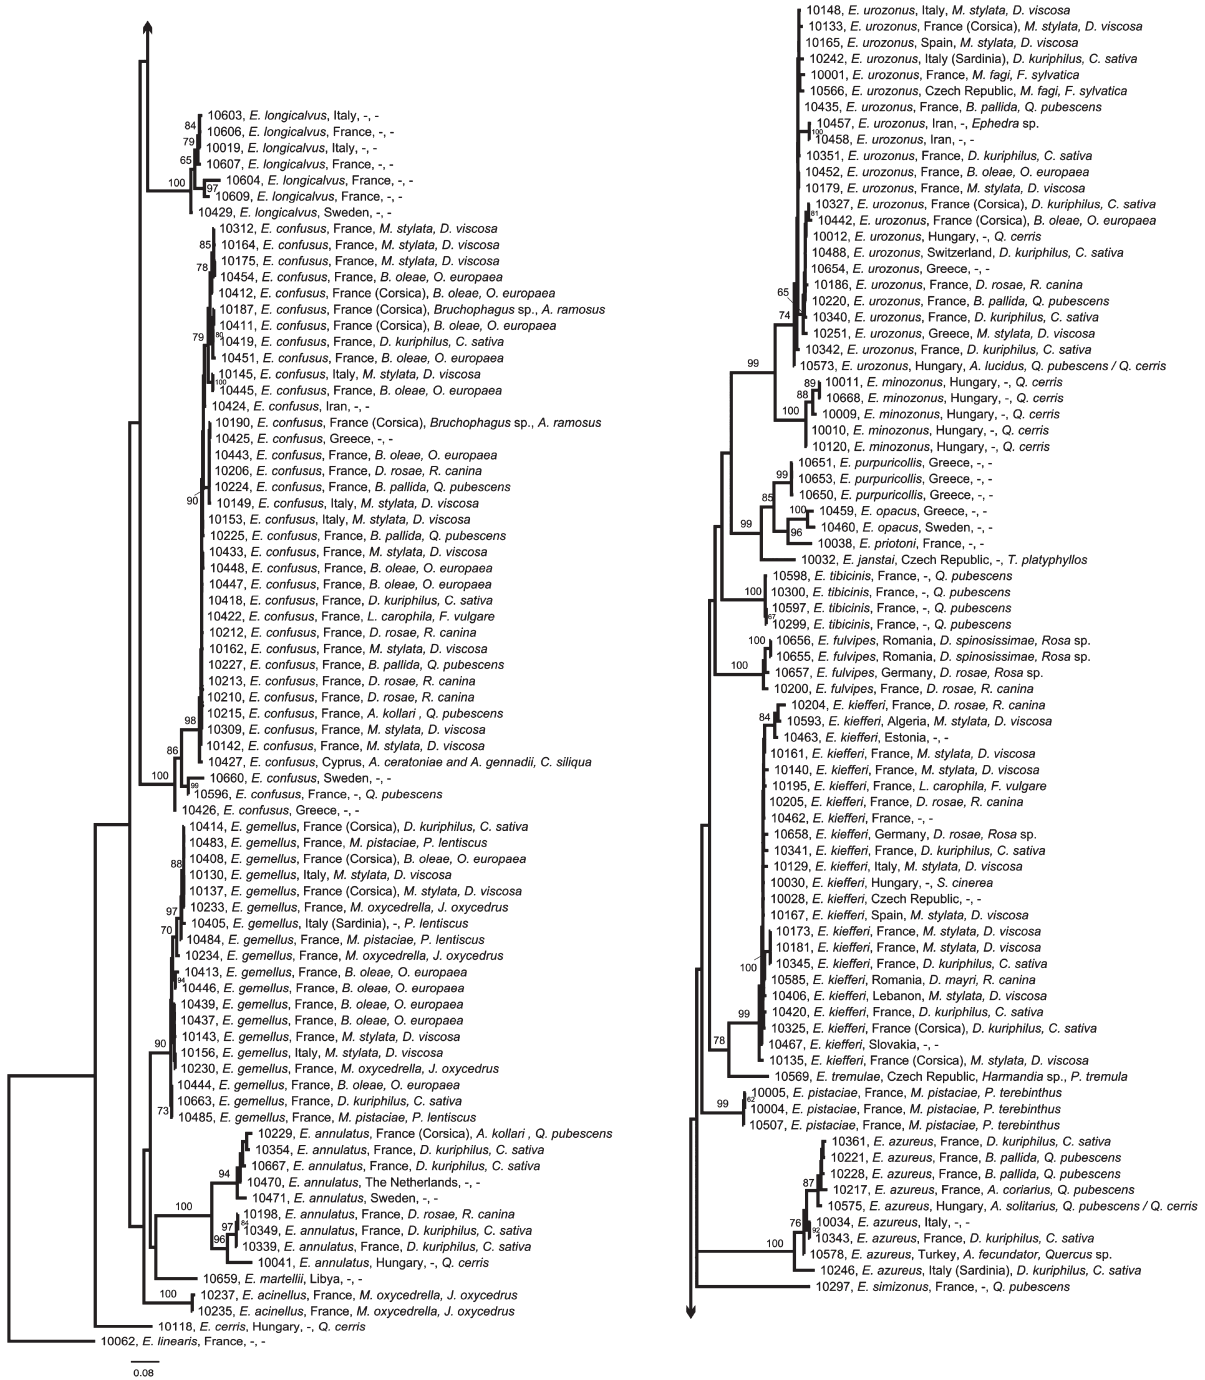 10603, E. longicalvus, Italy, -, -
84
10606, E. longicalvus, France, -, -
79
10019, E. longicalvus, Italy, -, -
65
10607, E. longicalvus, France, -, -
100
10604, E. longicalvus, France, -, -
97
10609, E. longicalvus, France, -, -
10429, E. longicalvus, Sweden, -, -
10312, E. confusus, France, M. stylata, D. viscosa
85
10164, E. confusus, France, M. stylata, D. viscosa
78
10175, E. confusus, France, M. stylata, D. viscosa
10454, E. confusus, France, B. oleae, O. europaea
10412, E. confusus, France (Corsica), B. oleae, O. europaea
10187, E. confusus, France (Corsica), Bruchophagus sp., A. ramosus
10411, E. confusus, France (Corsica), B. oleae, O. europaea
79
80
10419, E. confusus, France, D. kuriphilus, C. sativa
10451, E. confusus, France, B. oleae, O. europaea
10145, E. confusus, Italy, M. stylata, D. viscosa
100
10445, E. confusus, France, B. oleae, O. europaea
10424, E. confusus, Iran, -, -
10190, E. confusus, France (Corsica), Bruchophagus sp., A. ramosus
10425, E. confusus, Greece, -, -
10443, E. confusus, France, B. oleae, O. europaea
10206, E. confusus, France, D. rosae, R. canina
10224, E. confusus, France, B. pallida, Q. pubescens
90
10149, E. confusus, Italy, M. stylata, D. viscosa
10153, E. confusus, Italy, M. stylata, D. viscosa
10225, E. confusus, France, B. pallida, Q. pubescens
10433, E. confusus, France, M. stylata, D. viscosa
10448, E. confusus, France, B. oleae, O. europaea
10447, E. confusus, France, B. oleae, O. europaea
10418, E. confusus, France, D. kuriphilus, C. sativa
10422, E. confusus, France, L. carophila, F. vulgare
10212, E. confusus, France, D. rosae, R. canina
10162, E. confusus, France, M. stylata, D. viscosa
10227, E. confusus, France, B. pallida, Q. pubescens
10213, E. confusus, France, D. rosae, R. canina
10210, E. confusus, France, D. rosae, R. canina
10215, E. confusus, France, A. kollari , Q. pubescens
98
10309, E. confusus, France, M. stylata, D. viscosa
86
10142, E. confusus, France, M. stylata, D. viscosa
10427, E. confusus, Cyprus, A. ceratoniae and A. gennadii, C. siliqua
100
10660, E. confusus, Sweden, -, -
99
10596, E. confusus, France, -, Q. pubescens
10426, E. confusus, Greece, -, -
10414, E. gemellus, France (Corsica), D. kuriphilus, C. sativa
10483, E. gemellus, France, M. pistaciae, P. lentiscus
88
10408, E. gemellus, France (Corsica), B. oleae, O. europaea
10130, E. gemellus, Italy, M. stylata, D. viscosa
10137, E. gemellus, France (Corsica), M. stylata, D. viscosa
97
10233, E. gemellus, France, M. oxycedrella, J. oxycedrus
70
10405, E. gemellus, Italy (Sardinia), -, P. lentiscus
10484, E. gemellus, France, M. pistaciae, P. lentiscus
10234, E. gemellus, France, M. oxycedrella, J. oxycedrus
10413, E. gemellus, France, B. oleae, O. europaea
94
10446, E. gemellus, France, B. oleae, O. europaea
10439, E. gemellus, France, B. oleae, O. europaea
10437, E. gemellus, France, B. oleae, O. europaea
10143, E. gemellus, France, M. stylata, D. viscosa
90
10156, E. gemellus, Italy, M. stylata, D. viscosa
10230, E. gemellus, France, M. oxycedrella, J. oxycedrus
10444, E. gemellus, France, B. oleae, O. europaea
10663, E. gemellus, France, D. kuriphilus, C. sativa
73
10485, E. gemellus, France, M. pistaciae, P. lentiscus
10229, E. annulatus, France (Corsica), A. kollari , Q. pubescens
10354, E. annulatus, France, D. kuriphilus, C. sativa
10667, E. annulatus, France, D. kuriphilus, C. sativa
94
10470, E. annulatus, The Netherlands, -, -
10471, E. annulatus, Sweden, -, -
100
10198, E. annulatus, France, D. rosae, R. canina
97
84
10349, E. annulatus, France, D. kuriphilus, C. sativa
96
10339, E. annulatus, France, D. kuriphilus, C. sativa
10041, E. annulatus, Hungary, -, Q. cerris
10659, E. martellii, Libya, -, -
100
10237, E. acinellus, France, M. oxycedrella, J. oxycedrus
10235, E. acinellus, France, M. oxycedrella, J. oxycedrus
10118, E. cerris, Hungary, -, Q. cerris
10062, E. linearis, France, -, -
0.08
10148, E. urozonus, Italy, M. stylata, D. viscosa
10133, E. urozonus, France (Corsica), M. stylata, D. viscosa
10165, E. urozonus, Spain, M. stylata, D. viscosa
10242, E. urozonus, Italy (Sardinia), D. kuriphilus, C. sativa
10001, E. urozonus, France, M. fagi, F. sylvatica
10566, E. urozonus, Czech Republic, M. fagi, F. sylvatica
10435, E. urozonus, France, B. pallida, Q. pubescens
10457, E. urozonus, Iran, -, Ephedra sp.
100
10458, E. urozonus, Iran, -, -
10351, E. urozonus, France, D. kuriphilus, C. sativa
10452, E. urozonus, France, B. oleae, O. europaea
10179, E. urozonus, France, M. stylata, D. viscosa
10327, E. urozonus, France (Corsica), D. kuriphilus, C. sativa
81
10442, E. urozonus, France (Corsica), B. oleae, O. europaea
10012, E. urozonus, Hungary, -, Q. cerris
10488, E. urozonus, Switzerland, D. kuriphilus, C. sativa
10654, E. urozonus, Greece, -, -
10186, E. urozonus, France, D. rosae, R. canina
65
10220, E. urozonus, France, B. pallida, Q. pubescens
74
10340, E. urozonus, France, D. kuriphilus, C. sativa
10251, E. urozonus, Greece, M. stylata, D. viscosa
10342, E. urozonus, France, D. kuriphilus, C. sativa
99
10573, E. urozonus, Hungary, A. lucidus, Q. pubescens / Q. cerris
89
10011, E. minozonus, Hungary, -, Q. cerris
88
10668, E. minozonus, Hungary, -, Q. cerris
100
10009, E. minozonus, Hungary, -, Q. cerris
10010, E. minozonus, Hungary, -, Q. cerris
10120, E. minozonus, Hungary, -, Q. cerris
10651, E. purpuricollis, Greece, -, -
99
10653, E. purpuricollis, Greece, -, -
85
10650, E. purpuricollis, Greece, -, -
100
10459, E. opacus, Greece, -, -
99
10460, E. opacus, Sweden, -, -
96
10038, E. priotoni, France, -, -
10032, E. janstai, Czech Republic, -, T. platyphyllos
10598, E. tibicinis, France, -, Q. pubescens
100
10300, E. tibicinis, France, -, Q. pubescens
10597, E. tibicinis, France, -, Q. pubescens
67
10299, E. tibicinis, France, -, Q. pubescens
100
10656, E. fulvipes, Romania, D. spinosissimae, Rosa sp.
10655, E. fulvipes, Romania, D. spinosissimae, Rosa sp.
100
10657, E. fulvipes, Germany, D. rosae, Rosa sp.
10200, E. fulvipes, France, D. rosae, R. canina
10204, E. kiefferi, France, D. rosae, R. canina
84
10593, E. kiefferi, Algeria, M. stylata, D. viscosa
10463, E. kiefferi, Estonia, -, -
10161, E. kiefferi, France, M. stylata, D. viscosa
10140, E. kiefferi, France, M. stylata, D. viscosa
10195, E. kiefferi, France, L. carophila, F. vulgare
10205, E. kiefferi, France, D. rosae, R. canina
10462, E. kiefferi, France, -, -
10658, E. kiefferi, Germany, D. rosae, Rosa sp.
10341, E. kiefferi, France, D. kuriphilus, C. sativa
10129, E. kiefferi, Italy, M. stylata, D. viscosa
10030, E. kiefferi, Hungary, -, S. cinerea
10028, E. kiefferi, Czech Republic, -, -
10167, E. kiefferi, Spain, M. stylata, D. viscosa
10173, E. kiefferi, France, M. stylata, D. viscosa
10181, E. kiefferi, France, M. stylata, D. viscosa
100
10345, E. kiefferi, France, D. kuriphilus, C. sativa
10585, E. kiefferi, Romania, D. mayri, R. canina
10406, E. kiefferi, Lebanon, M. stylata, D. viscosa
99
10420, E. kiefferi, France, D. kuriphilus, C. sativa
10325, E. kiefferi, France (Corsica), D. kuriphilus, C. sativa
78
10467, E. kiefferi, Slovakia, -, -
10135, E. kiefferi, France (Corsica), M. stylata, D. viscosa
10569, E. tremulae, Czech Republic, Harmandia sp., P. tremula
10005, E. pistaciae, France, M. pistaciae, P. terebinthus
99
62
10004, E. pistaciae, France, M. pistaciae, P. terebinthus
10507, E. pistaciae, France, M. pistaciae, P. terebinthus
10361, E. azureus, France, D. kuriphilus, C. sativa
10221, E. azureus, France, B. pallida, Q. pubescens
10228, E. azureus, France, B. pallida, Q. pubescens
87
10217, E. azureus, France, A. coriarius, Q. pubescens
10575, E. azureus, Hungary, A. solitarius, Q. pubescens / Q. cerris
76
10034, E. azureus, Italy, -, -
92
10343, E. azureus, France, D. kuriphilus, C. sativa
100
10578, E. azureus, Turkey, A. fecundator, Quercus sp.
10246, E. azureus, Italy (Sardinia), D. kuriphilus, C. sativa
10297, E. simizonus, France, -, Q. pubescens